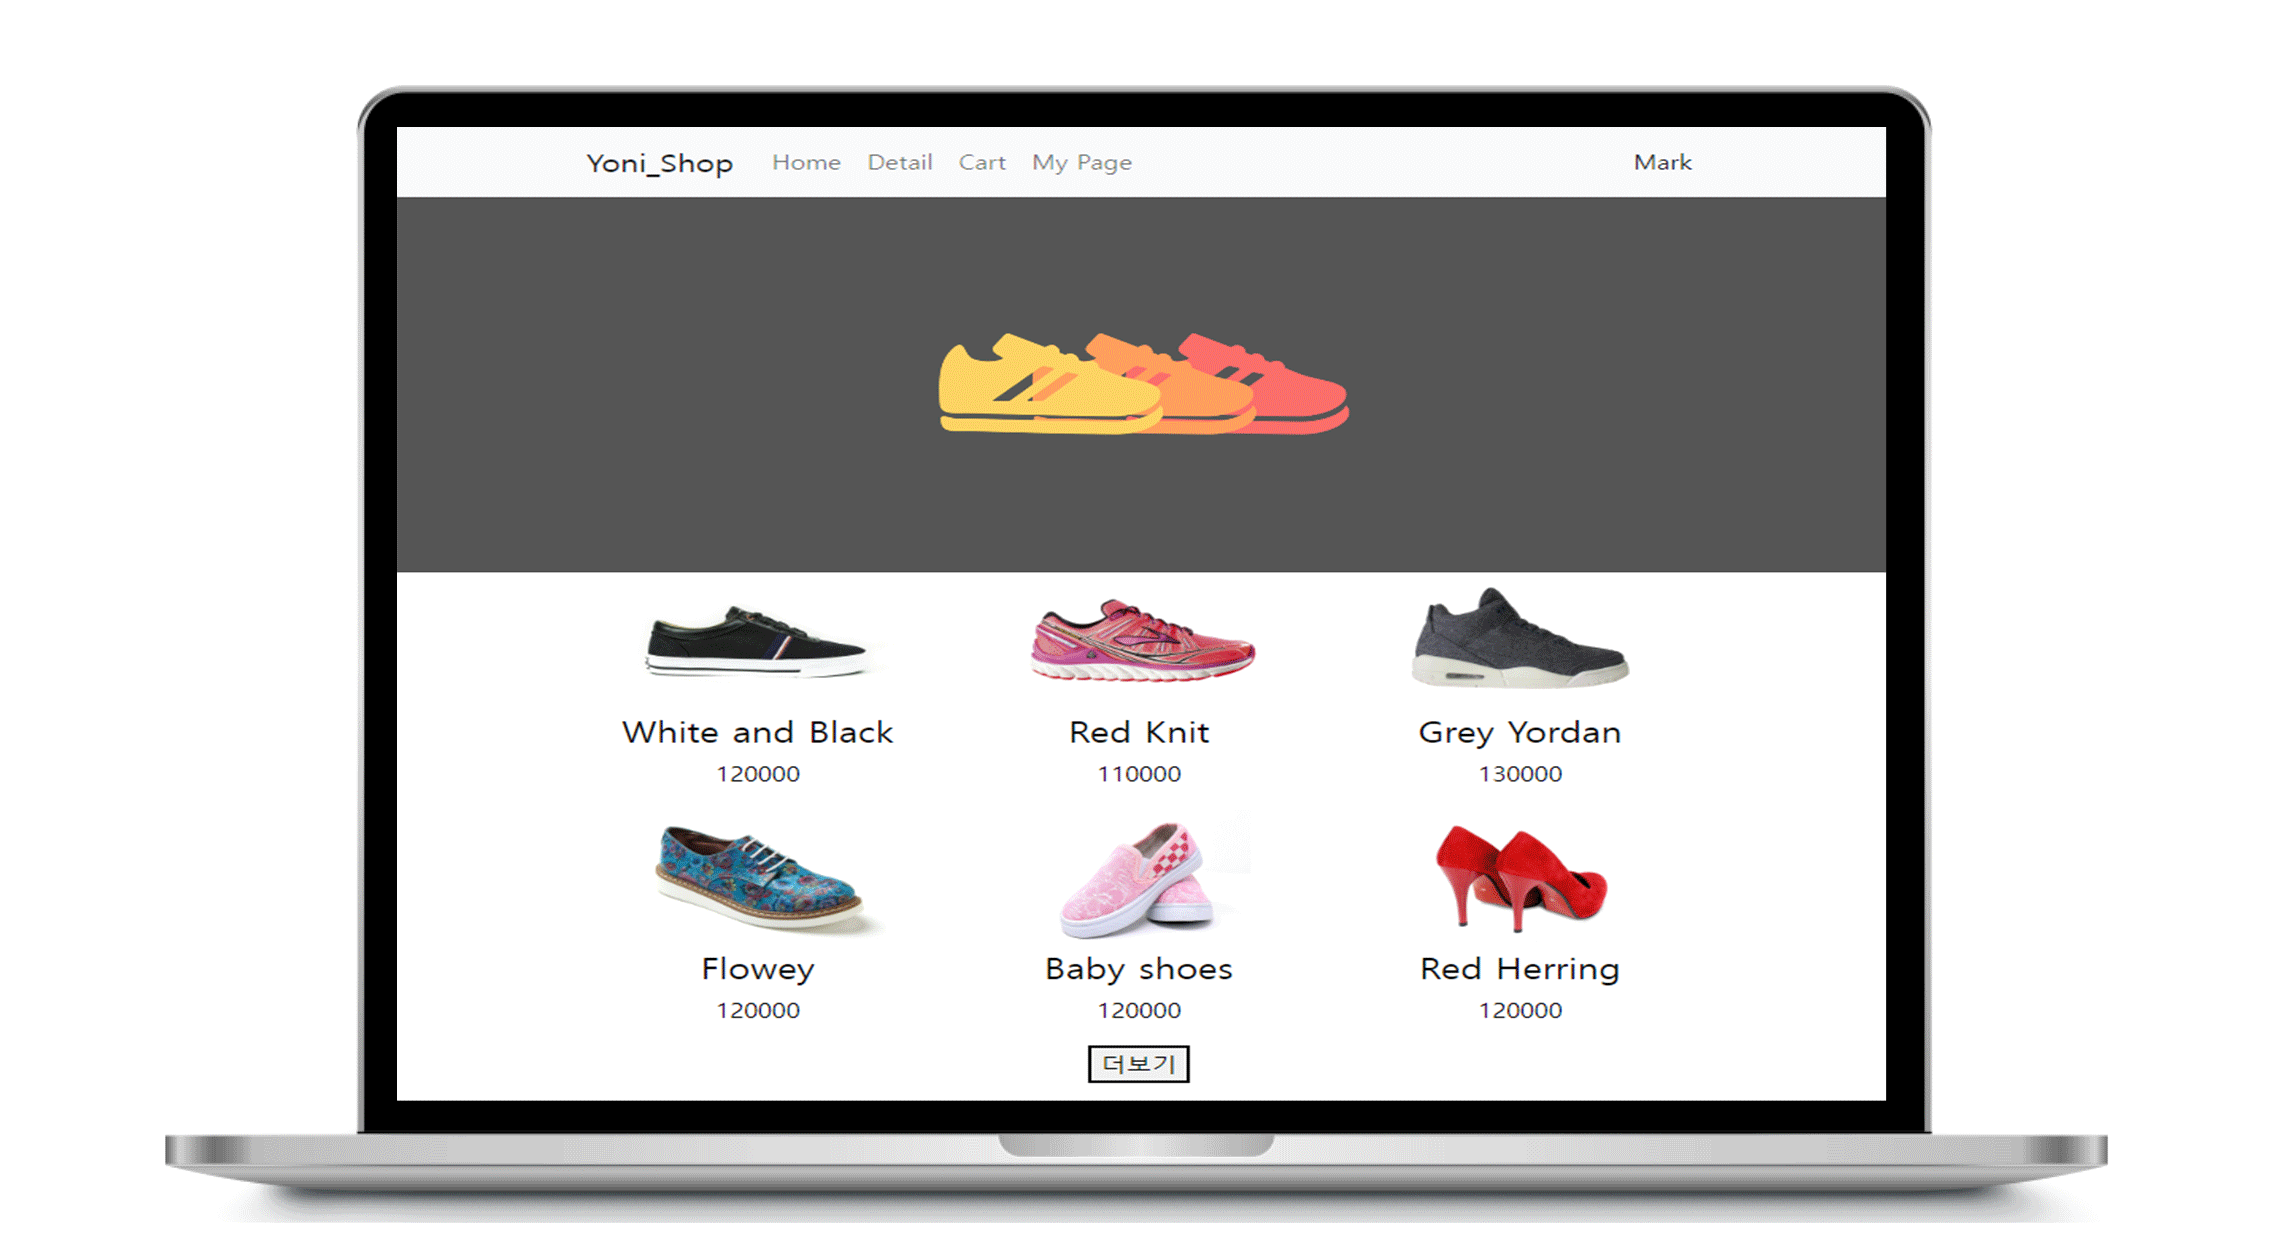 Yoni_Shop Home Detail Cart My Page Mark
White and Black Red Knit Grey Yordan
120000 110000 130000
Flowey Baby shoes Red Herring
120000 120000 120000
더보기